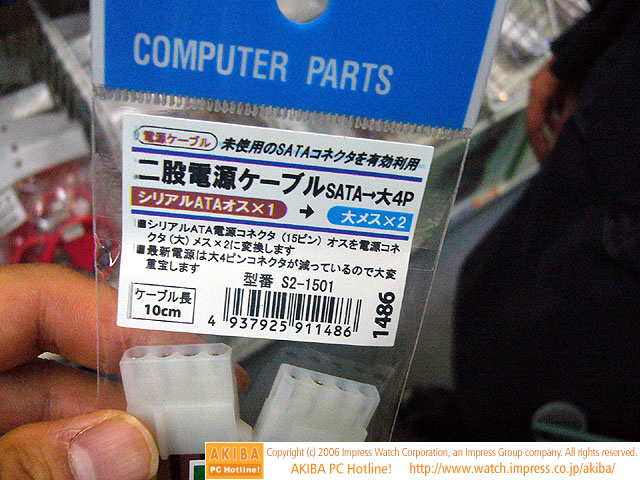 COMPUTER PARTS
電源ケーブル 未使用のSATAコネクタを有効利用
二股電源ケーブルSATA→大4P
シリアルATAオス×1 → 大メス×2
■シリアルATA電源コネクタ（15ピン）オスを電源コネ
クタ（大）メス×2に変換します
■最新電源は大4ピンコネクタが減っているので大変
重宝します
型番 S2-1501
ケーブル長
10cm
4 937925 911486
1486
AKIBA
PC Hotline!
Copyright (c) 2006 Impress Watch Corporation, an Impress Group company. All rights reserved.
AKIBA PC Hotline! http://www.watch.impress.co.jp/akiba/